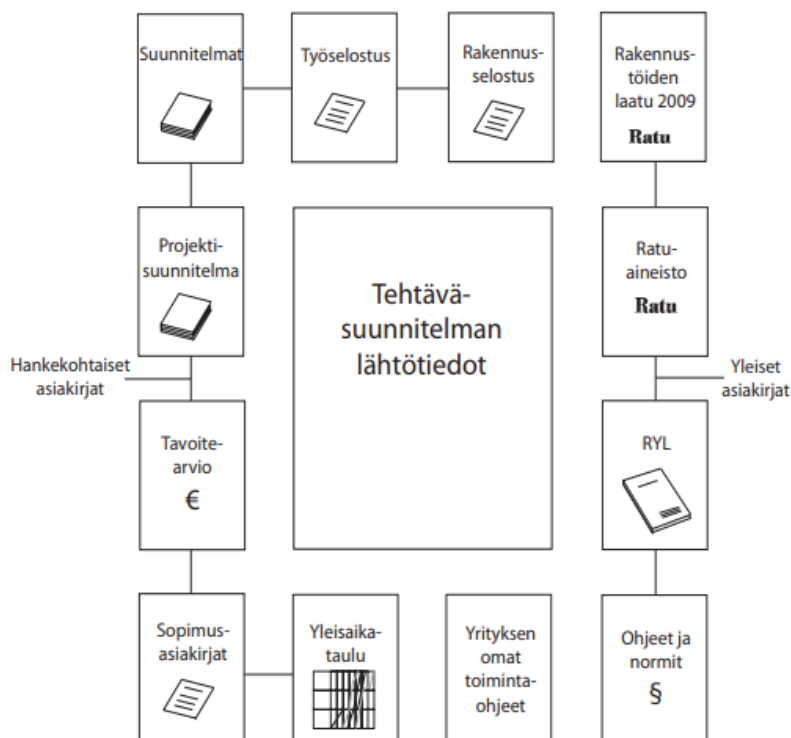 Suunnitelmat
Työselostus
Rakennus-
selostus
Rakennus-
töiden
laatu 2009
Ratu
Projekti-
suunnitelma
Tehtävä-
suunnitelman
lähtötiedot
Ratu-
aineisto
Ratu
Hankekohtaiset
asiakirjat
Yleiset
asiakirjat
Tavoite-
arvio
€
RYL
Sopimus-
asiakirjat
Yleisaika-
taulu
Yrityksen
omat
toiminta-
ohjeet
Ohjeet ja
normit
§